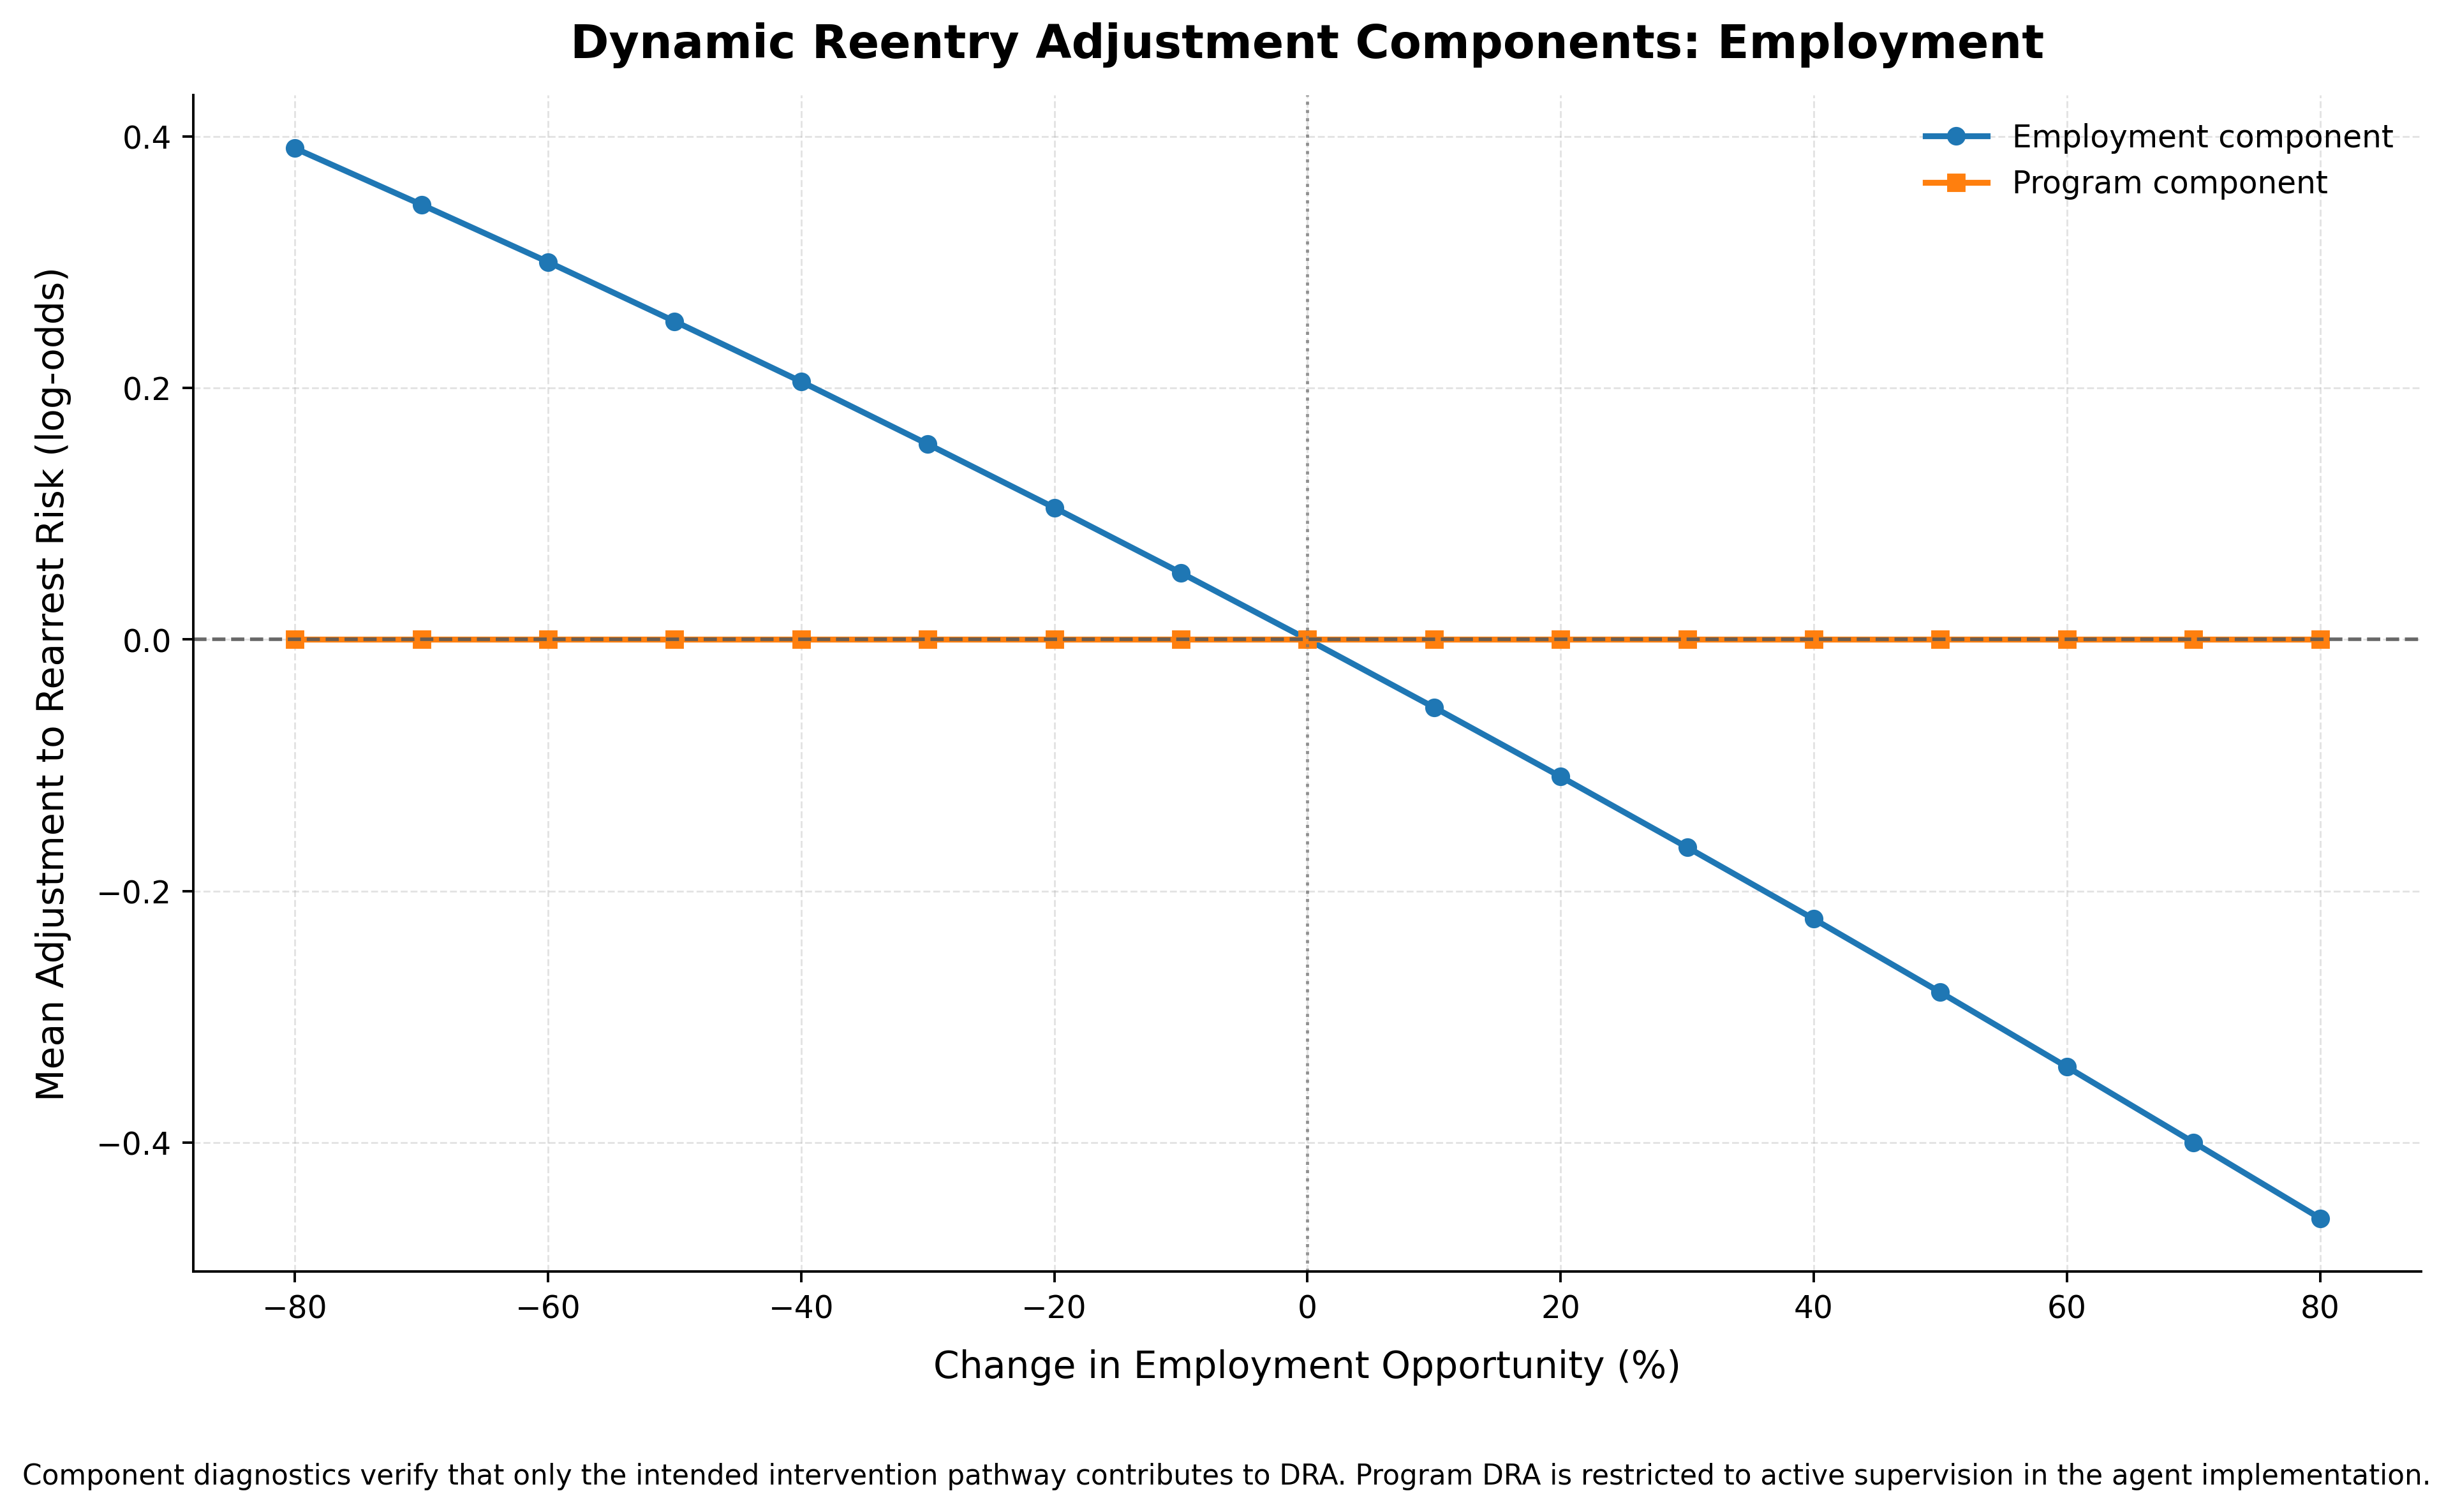 Dynamic Reentry Adjustment Components: Employment
Employment component
Program component
Mean Adjustment to Rearrest Risk (log-odds)
0.4
0.2
0.0
−0.2
−0.4
−80 −60 −40 −20 0 20 40 60 80
Change in Employment Opportunity (%)
Component diagnostics verify that only the intended intervention pathway contributes to DRA. Program DRA is restricted to active supervision in the agent implementation.